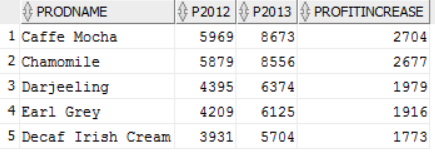 PRODNAME P2012 P2013 PROFITINCREASE
1 Caffe Mocha 5969 8673 2704
2 Chamomile 5879 8556 2677
3 Darjeeling 4395 6374 1979
4 Earl Grey 4209 6125 1916
5 Decaf Irish Cream 3931 5704 1773